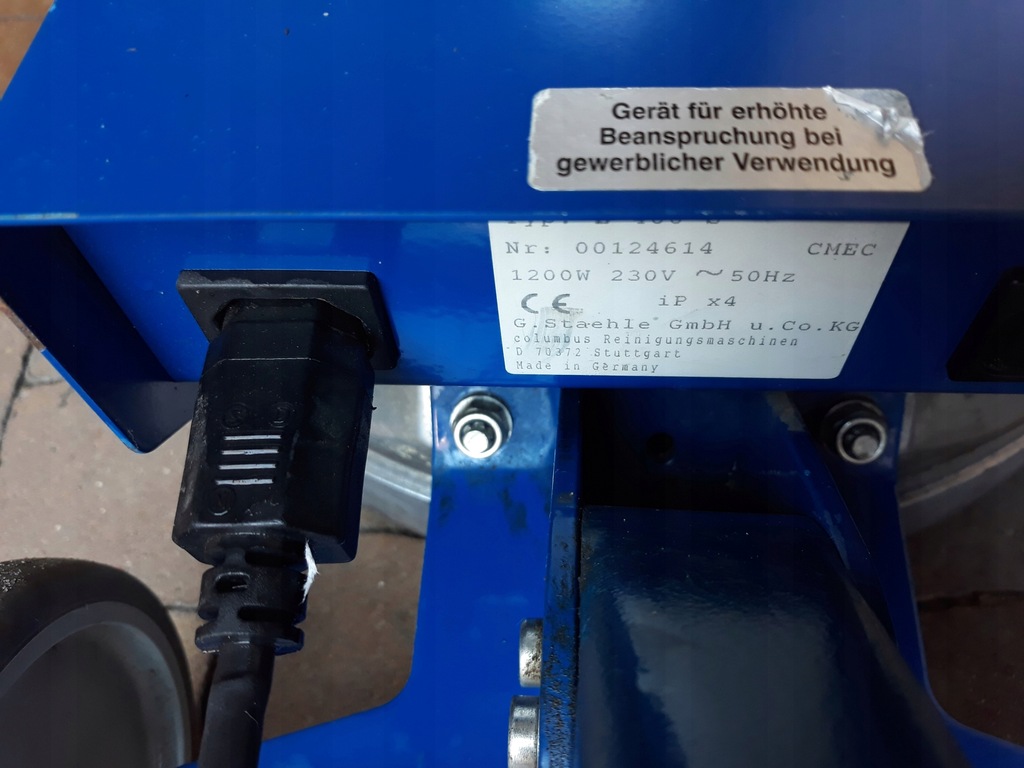 Gerät für erhöhte
Beanspruchung bei
gewerblicher Verwendung
Nr: 00124614 CMEC
1200W 230V ~ 50Hz
CE iP x4
G.Staehle GmbH u.Co.KG
columbus Reinigungsmaschinen
D 70372 Stuttgart
Made in Germany